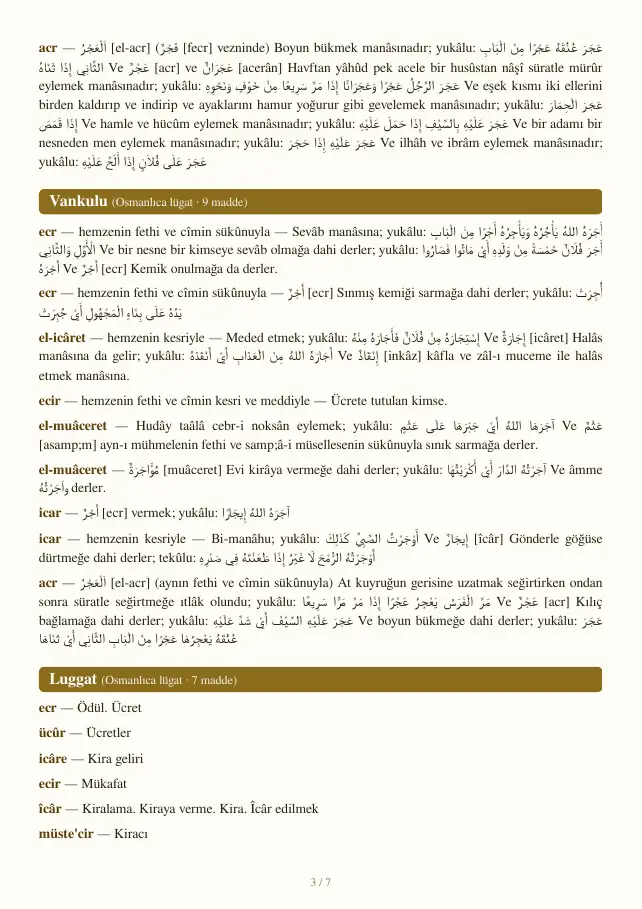 acr — اَلْعَجْرُ [el-acr] (فَجْرٌ [fecr] vezninde) Boyun bükmek manâsınadır; yukâlu: عَجَرَ عُنُقَهُ عَجْرًا مِنَ الْبَابِ
الثَّانِي إِذَا ثَنَاهُ Ve عَجْرٌ [acr] ve عَجَرَانٌ [acerân] Havftan yâhûd pek acele bir husûstan nâşî süratle mürûr
eylemek manâsınadır; yukâlu: عَجَرَ الرَّجُلُ عَجْرًا وَعَجَرَانًا إِذَا مَرَّ سَرِيعًا مِنْ خَوْفٍ وَنَحْوِهِ Ve eşek kısmı iki ellerini
birden kaldırıp ve indirip ve ayaklarını hamur yoğurur gibi gevelemek manâsınadır; yukâlu: عَجَرَ الْحِمَارَ
إِذَا قَمَصَ Ve hamle ve hücûm eylemek manâsınadır; yukâlu: عَجَرَ عَلَيْهِ بِالسَّيْفِ إِذَا حَمَلَ عَلَيْهِ Ve bir adamı bir
nesneden men eylemek manâsınadır; yukâlu: عَجَرَ عَلَيْهِ إِذَا حَجَرَ Ve ilhâh ve ibrâm eylemek manâsınadır;
yukâlu: عَجَرَ عَلَى فُلَانٍ إِذَا أَلَحَّ عَلَيْهِ
Vankulu (Osmanlıca lügat · 9 madde)
ecr — hemzenin fethi ve cîmin sükûnuyla — Sevâb manâsına; yukâlu: أَجَرَهُ اللهُ يَأْجُرُهُ وَيَأْجِرُهُ أَجْرًا مِنَ الْبَابِ
الْأَوَّلِ وَالثَّانِي Ve bir nesne bir kimseye sevâb olmağa dahi derler; yukâlu: أَجَرَ فُلَانٌ خَمْسَةً مِنْ وَلَدِهِ أَيْ مَاتُوا فَصَارُوا
أَجْرَهُ Ve أَجْرٌ [ecr] Kemik onulmağa da derler.
ecr — hemzenin fethi ve cîmin sükûnuyla — أَجْرٌ [ecr] Sınmış kemiği sarmağa dahi derler; yukâlu: أُجِرَتْ
يَدُهُ عَلَى بِنَاءِ الْمَجْهُولِ أَيْ جُبِرَتْ
el-icâret — hemzenin kesriyle — Meded etmek; yukâlu: إِسْتِجَارَهُ مِنْ فُلَانٍ فَأَجَارَهُ مِنْهُ Ve إِجَارَةٌ [icâret] Halâs
manâsına da gelir; yukâlu: أَجَارَهُ اللهُ مِنَ الْعَذَابِ أَيْ أَنْقَذَهُ Ve إِنْقَاذٌ [inkâz] kâfla ve zâl-ı muceme ile halâs
etmek manâsına.
ecir — hemzenin fethi ve cîmin kesri ve meddiyle — Ücrete tutulan kimse.
el-muâceret — Hudây taâlâ cebr-i noksân eylemek; yukâlu: آجَرَهَا اللهُ أَيْ جَبَرَهَا عَلَى عَثْمٍ Ve عَثْمٌ
[asamp;m] ayn-ı mühmelenin fethi ve samp;â-i müsellesenin sükûnuyla sınık sarmağa derler.
el-muâceret — مُؤَاجَرَةٌ [muâceret] Evi kirâya vermeğe dahi derler; yukâlu: آجَرْتُهُ الدَّارَ أَيْ أَكْرَيْتُهَا Ve âmme
وَاَجَرْتُهُ derler.
icar — أَجْرٌ [ecr] vermek; yukâlu: آجَرَهُ اللهُ إِيجَارًا
icar — hemzenin kesriyle — Bi-manâhu; yukâlu: أَوْجَرْتُ الصَّبِيَّ كَذَلِكَ Ve إِيجَارٌ [îcâr] Gönderle göğüse
dürtmeğe dahi derler; tekûlu: أَوْجَرْتُهُ الرُّمْحَ لَا غَيْرُ إِذَا طَعَنْتَهُ فِي صَدْرِهِ
acr — اَلْعَجْرُ [el-acr] (aynın fethi ve cîmin sükûnuyla) At kuyruğun gerisine uzatmak seğirtirken ondan
sonra süratle seğirtmeğe ıtlâk olundu; yukâlu: مَرَّ الْفَرَسُ يَعْجِرُ عَجْرًا إِذَا مَرَّ مَرًّا سَرِيعًا Ve عَجْرٌ [acr] Kılıç
bağlamağa dahi derler; yukâlu: عَجَرَ عَلَيْهِ السَّيْفَ أَيْ شَدَّ عَلَيْهِ Ve boyun bükmeğe dahi derler; yukâlu: عَجَرَ
عُنُقَهُ يَعْجِرُهَا عَجْرًا مِنَ الْبَابِ الثَّانِي أَيْ ثَنَاهَا
Luggat (Osmanlıca lügat · 7 madde)
ecr — Ödül. Ücret
ücûr — Ücretler
icâre — Kira geliri
ecir — Mükafat
îcâr — Kiralama. Kiraya verme. Kira. Îcâr edilmek
müste'cir — Kiracı
3 / 7